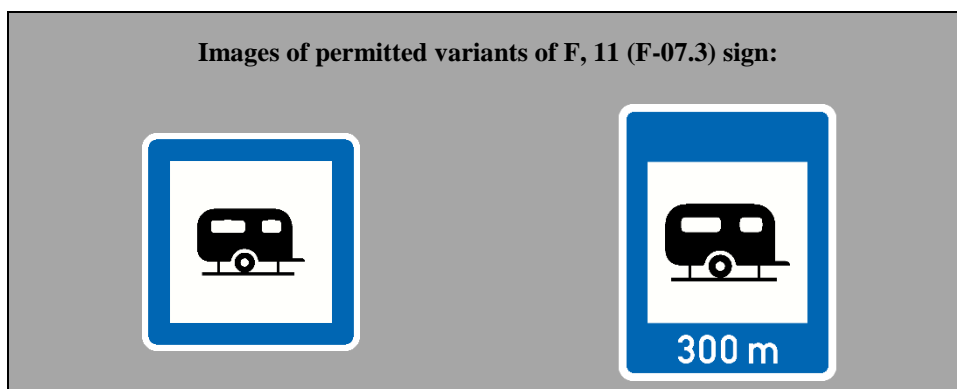 Images of permitted variants of F, 11 (F-07.3) sign:
300 m